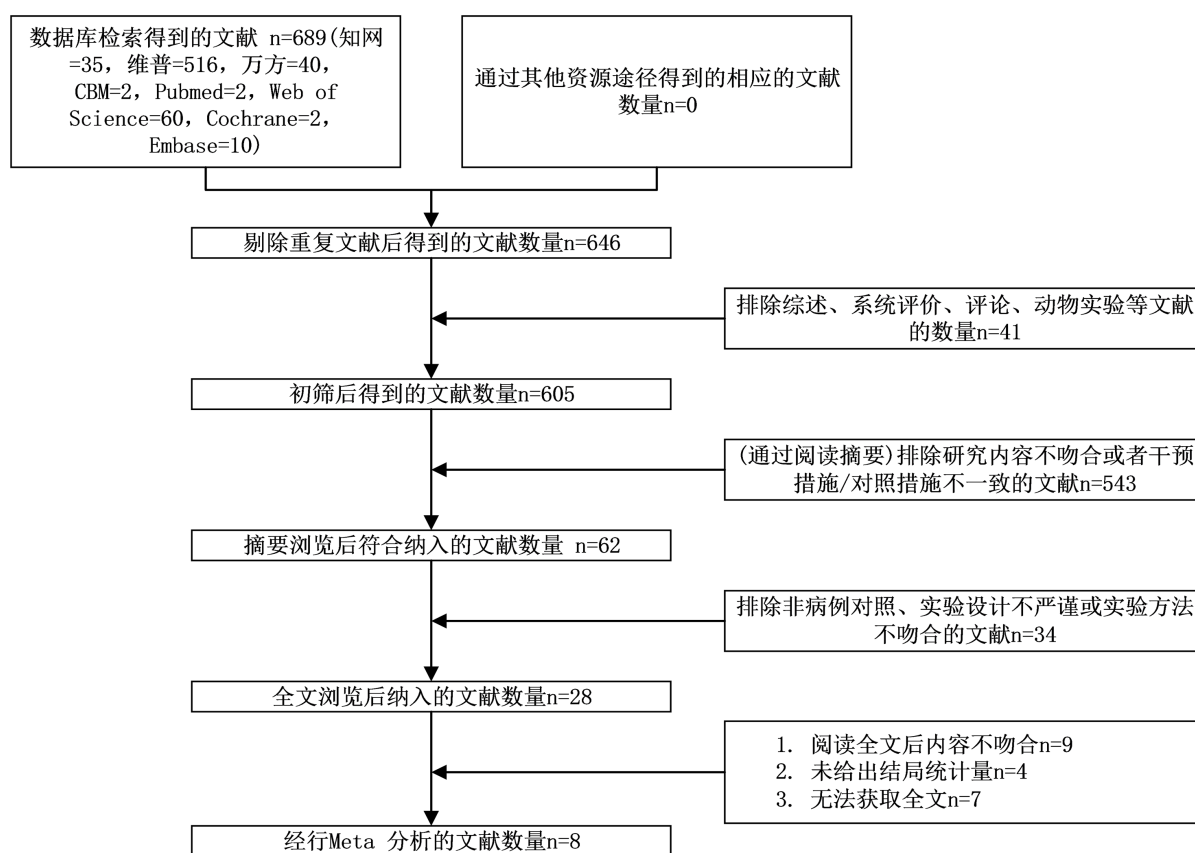 数据库检索得到的文献 n=689(知网
=35，维普=516，万方=40，
CBM=2，Pubmed=2，Web of
Science=60，Cochrane=2，
Embase=10)
通过其他资源途径得到的相应的文献
数量n=0
剔除重复文献后得到的文献数量n=646
排除综述、系统评价、评论、动物实验等文献
的数量n=41
初筛后得到的文献数量n=605
(通过阅读摘要)排除研究内容不吻合或者干预
措施/对照措施不一致的文献n=543
摘要浏览后符合纳入的文献数量 n=62
排除非病例对照、实验设计不严谨或实验方法
不吻合的文献n=34
全文浏览后纳入的文献数量n=28
1. 阅读全文后内容不吻合n=9
2. 未给出结局统计量n=4
3. 无法获取全文n=7
经行Meta 分析的文献数量n=8